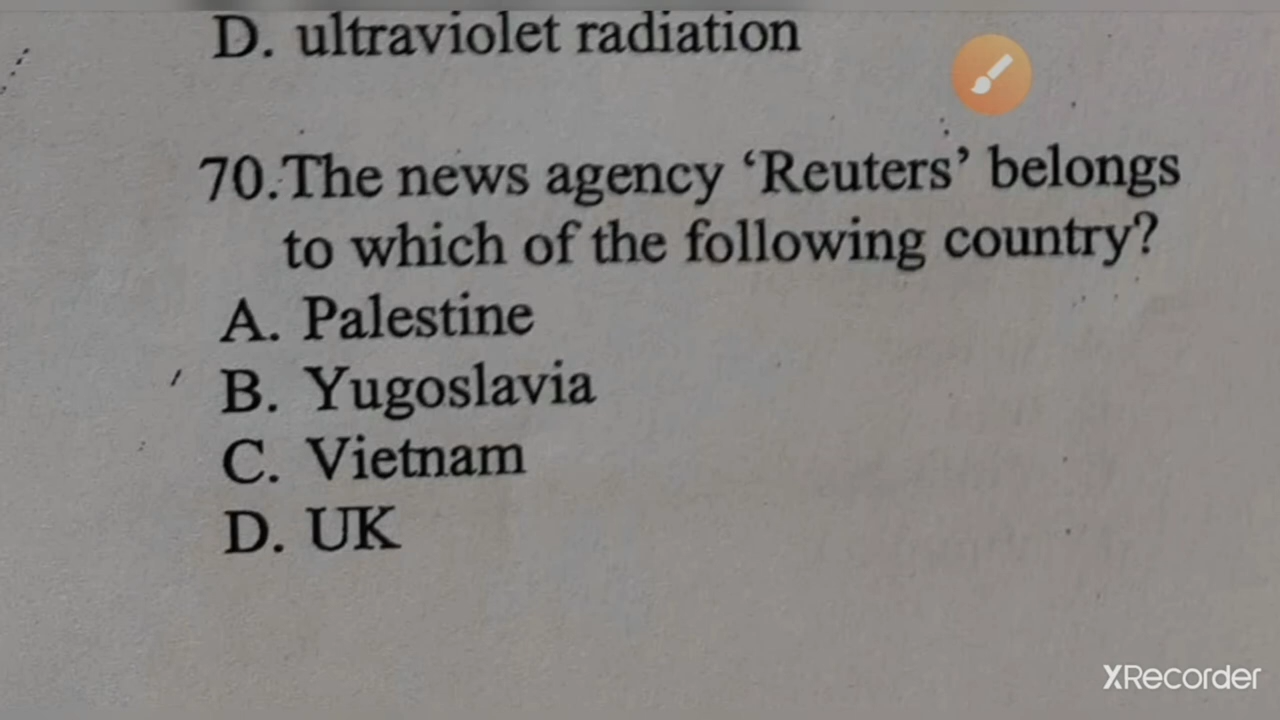 D. ultraviolet radiation
70.The news agency ‘Reuters’ belongs
to which of the following country?
A. Palestine
B. Yugoslavia
C. Vietnam
D. UK
XRecorder